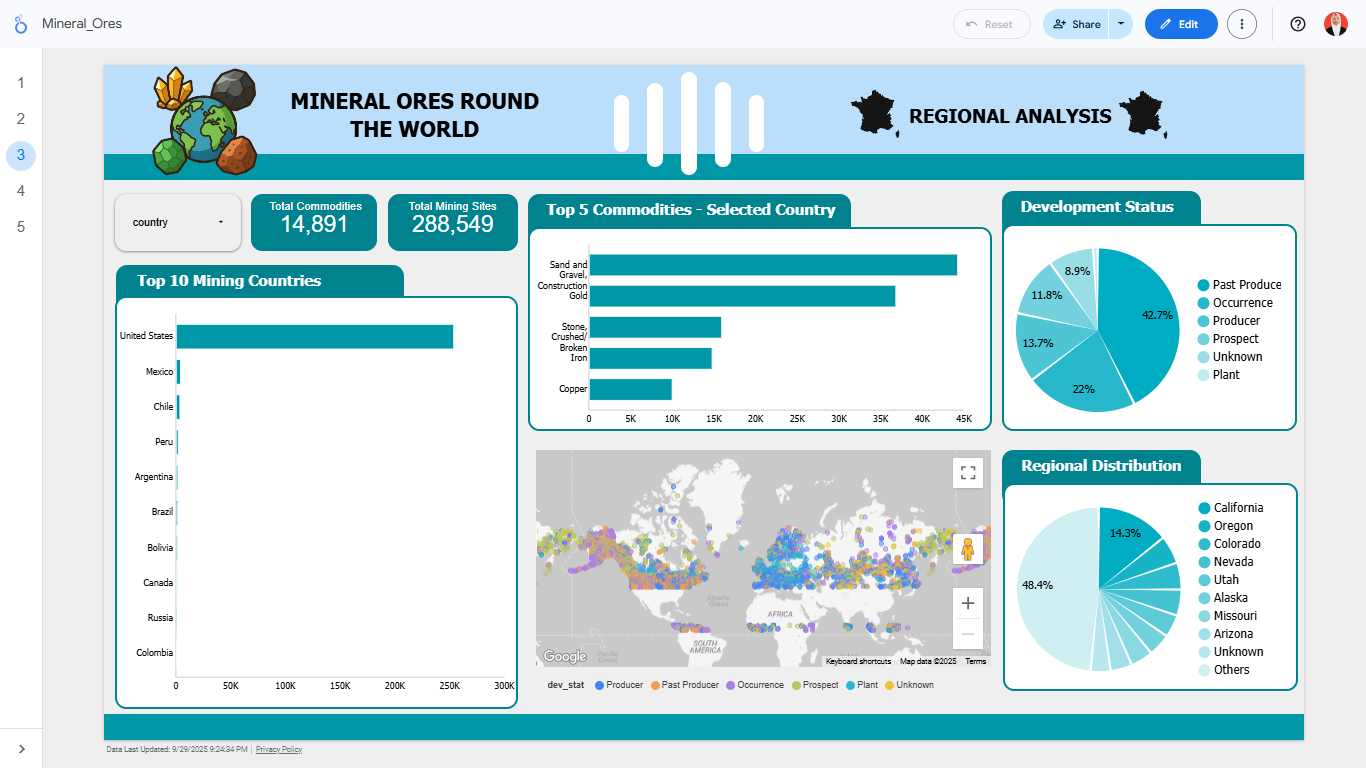 Mineral_Ores
Reset
Share
Edit
1
2
3
4
5
MINERAL ORES ROUND
THE WORLD
REGIONAL ANALYSIS
country
Total Commodities
14,891
Total Mining Sites
288,549
Top 10 Mining Countries
United States
Mexico
Chile
Peru
Argentina
Brazil
Bolivia
Canada
Russia
Colombia
0 50K 100K 150K 200K 250K 300K
Top 5 Commodities - Selected Country
Sand and
Gravel,
Construction
Gold
Stone,
Crushed/
Broken
Iron
Copper
0 5K 10K 15K 20K 25K 30K 35K 40K 45K
Development Status
8.9%
11.8%
13.7%
22%
42.7%
Past Produce
Occurrence
Producer
Prospect
Unknown
Plant
Atlantic
Ocean
AFRICA
SOUTH
AMERICA
Pacific
Ocean
Google
Keyboard shortcuts
Map data ©2025
Terms
dev_stat Producer Past Producer Occurrence Prospect Plant Unknown
Regional Distribution
14.3%
48.4%
California
Oregon
Colorado
Nevada
Utah
Alaska
Missouri
Arizona
Unknown
Others
Data Last Updated: 9/29/2025 9:24:34 PM | Privacy Policy